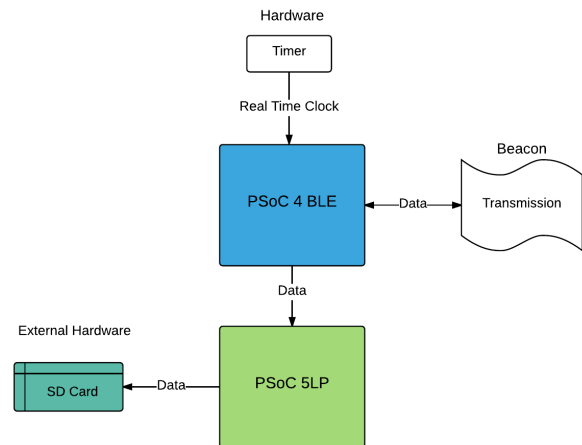 Hardware
Timer
Real Time Clock
Beacon
PSoC 4 BLE
Data
Transmission
Data
External Hardware
PSoC 5LP
Data
SD Card